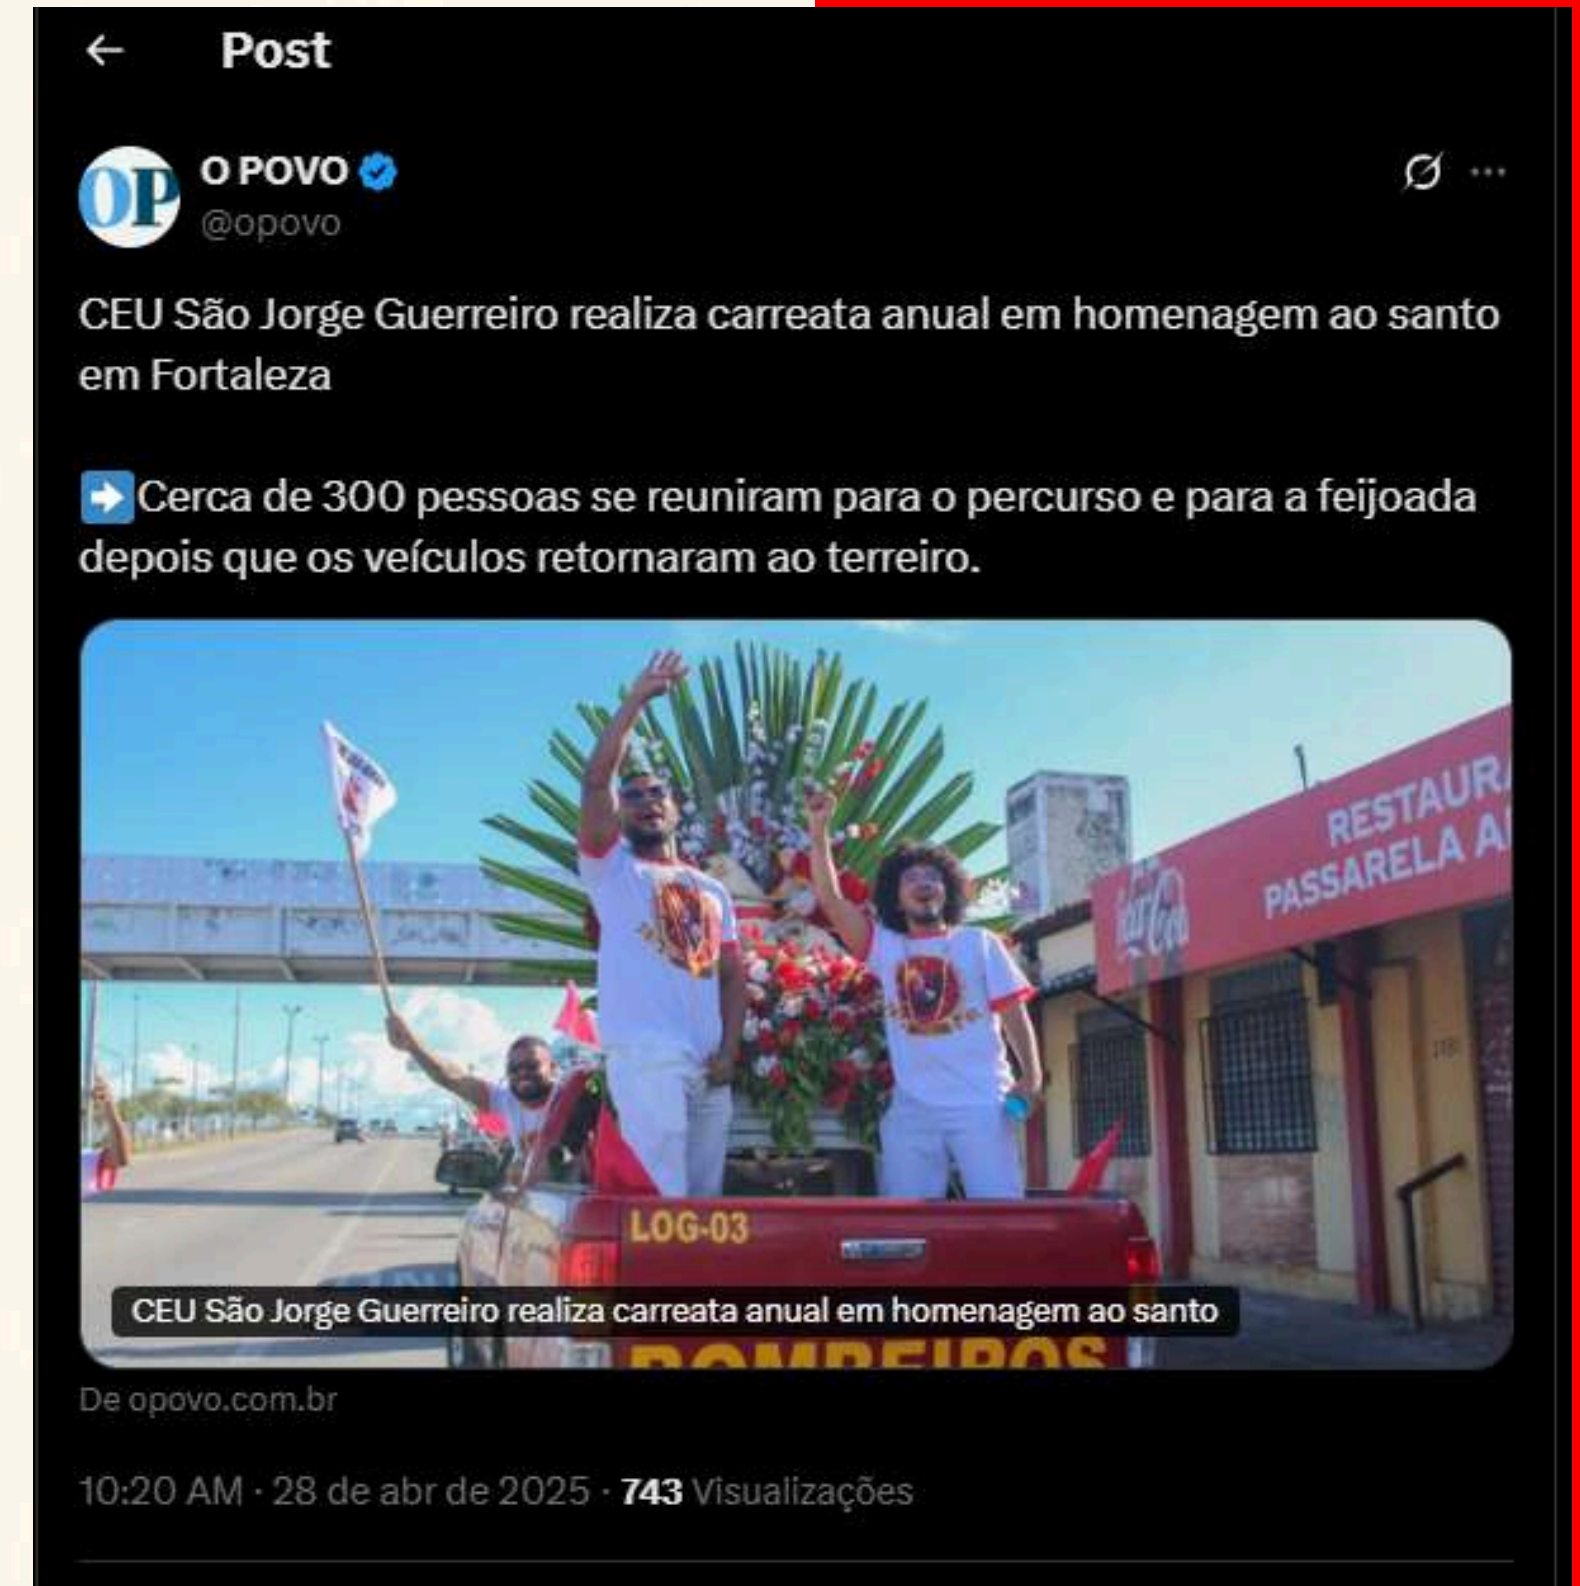 Post
OP
O POVO
@opovo
CEU São Jorge Guerreiro realiza carreata anual em homenagem ao santo
em Fortaleza
Cerca de 300 pessoas se reuniram para o percurso e para a feijoada
depois que os veículos retornaram ao terreiro.
RESTAUR
PASSARELA A
LOG-03
CEU São Jorge Guerreiro realiza carreata anual em homenagem ao santo
BOMBEIROS
De opovo.com.br
10:20 AM · 28 de abr de 2025 · 743 Visualizações